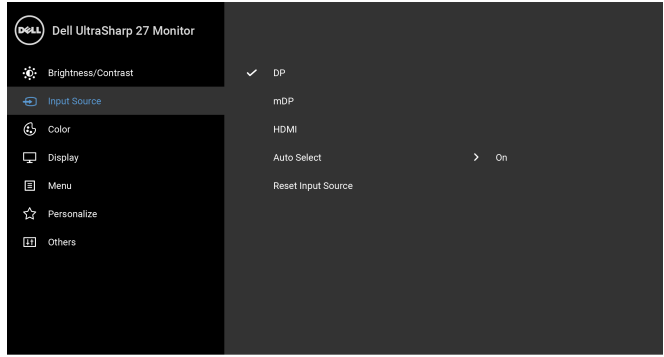 DELL Dell UltraSharp 27 Monitor
Brightness/Contrast
Input Source
Color
Display
Menu
Personalize
Others
DP
mDP
HDMI
Auto Select On
Reset Input Source